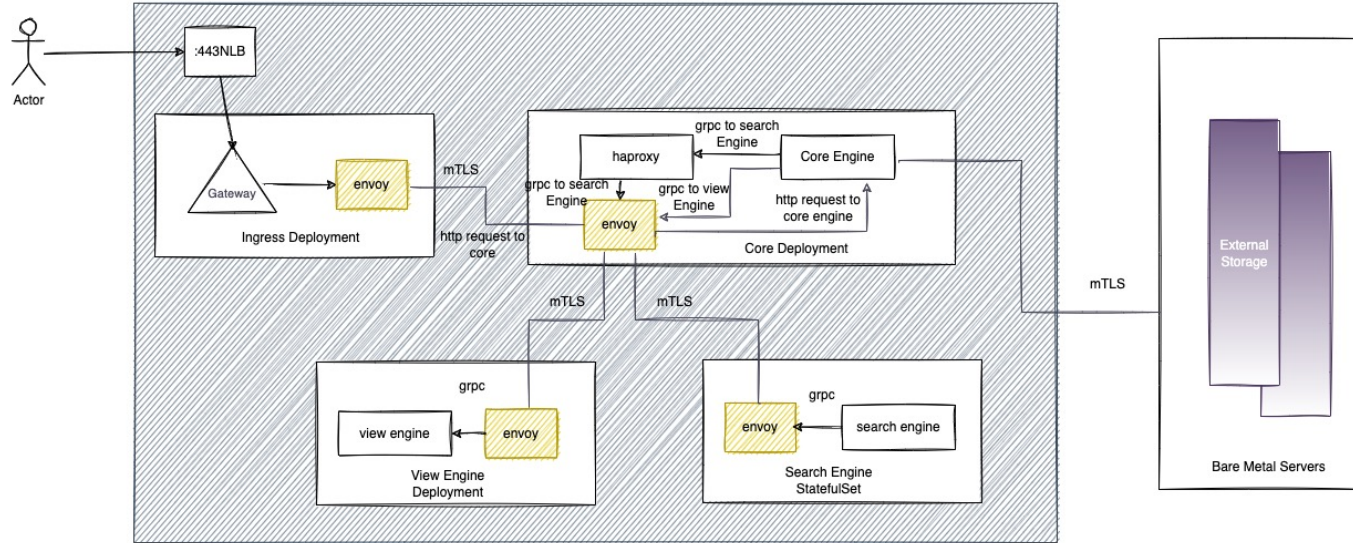 :443NLB
Actor
Gateway
envoy
Ingress Deployment
mTLS
http request to
core
haproxy
grpc to search
Engine
Core Engine
grpc to search
Engine
grpc to view
Engine
http request to
core engine
envoy
Core Deployment
mTLS
mTLS
mTLS
External
Storage
Bare Metal Servers
grpc
view engine
envoy
View Engine
Deployment
grpc
envoy
search engine
Search Engine
StatefulSet